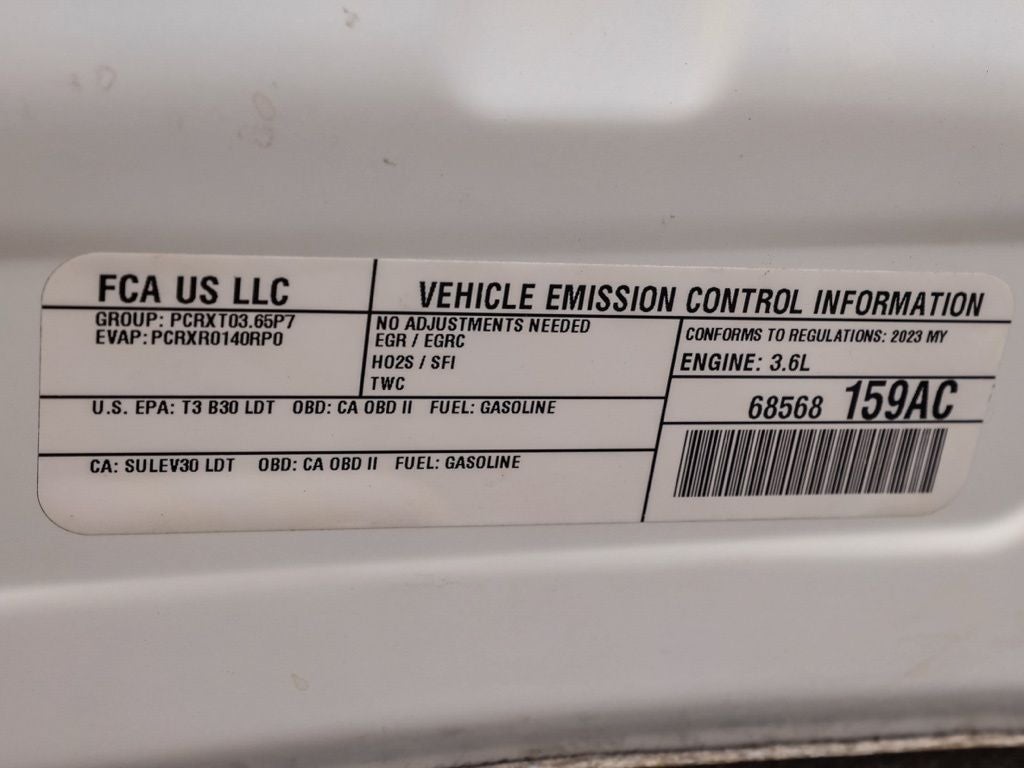 FCA US LLC
VEHICLE EMISSION CONTROL INFORMATION
GROUP: PCRXT03.65P7
EVAP: PCRXR0140RP0
NO ADJUSTMENTS NEEDED
EGR / EGRC
HO2S / SFI
TWC
CONFORMS TO REGULATIONS: 2023 MY
ENGINE: 3.6L
68568 159AC
U.S. EPA: T3 B30 LDT OBD: CA OBD II FUEL: GASOLINE
CA: SULEV30 LDT OBD: CA OBD II FUEL: GASOLINE